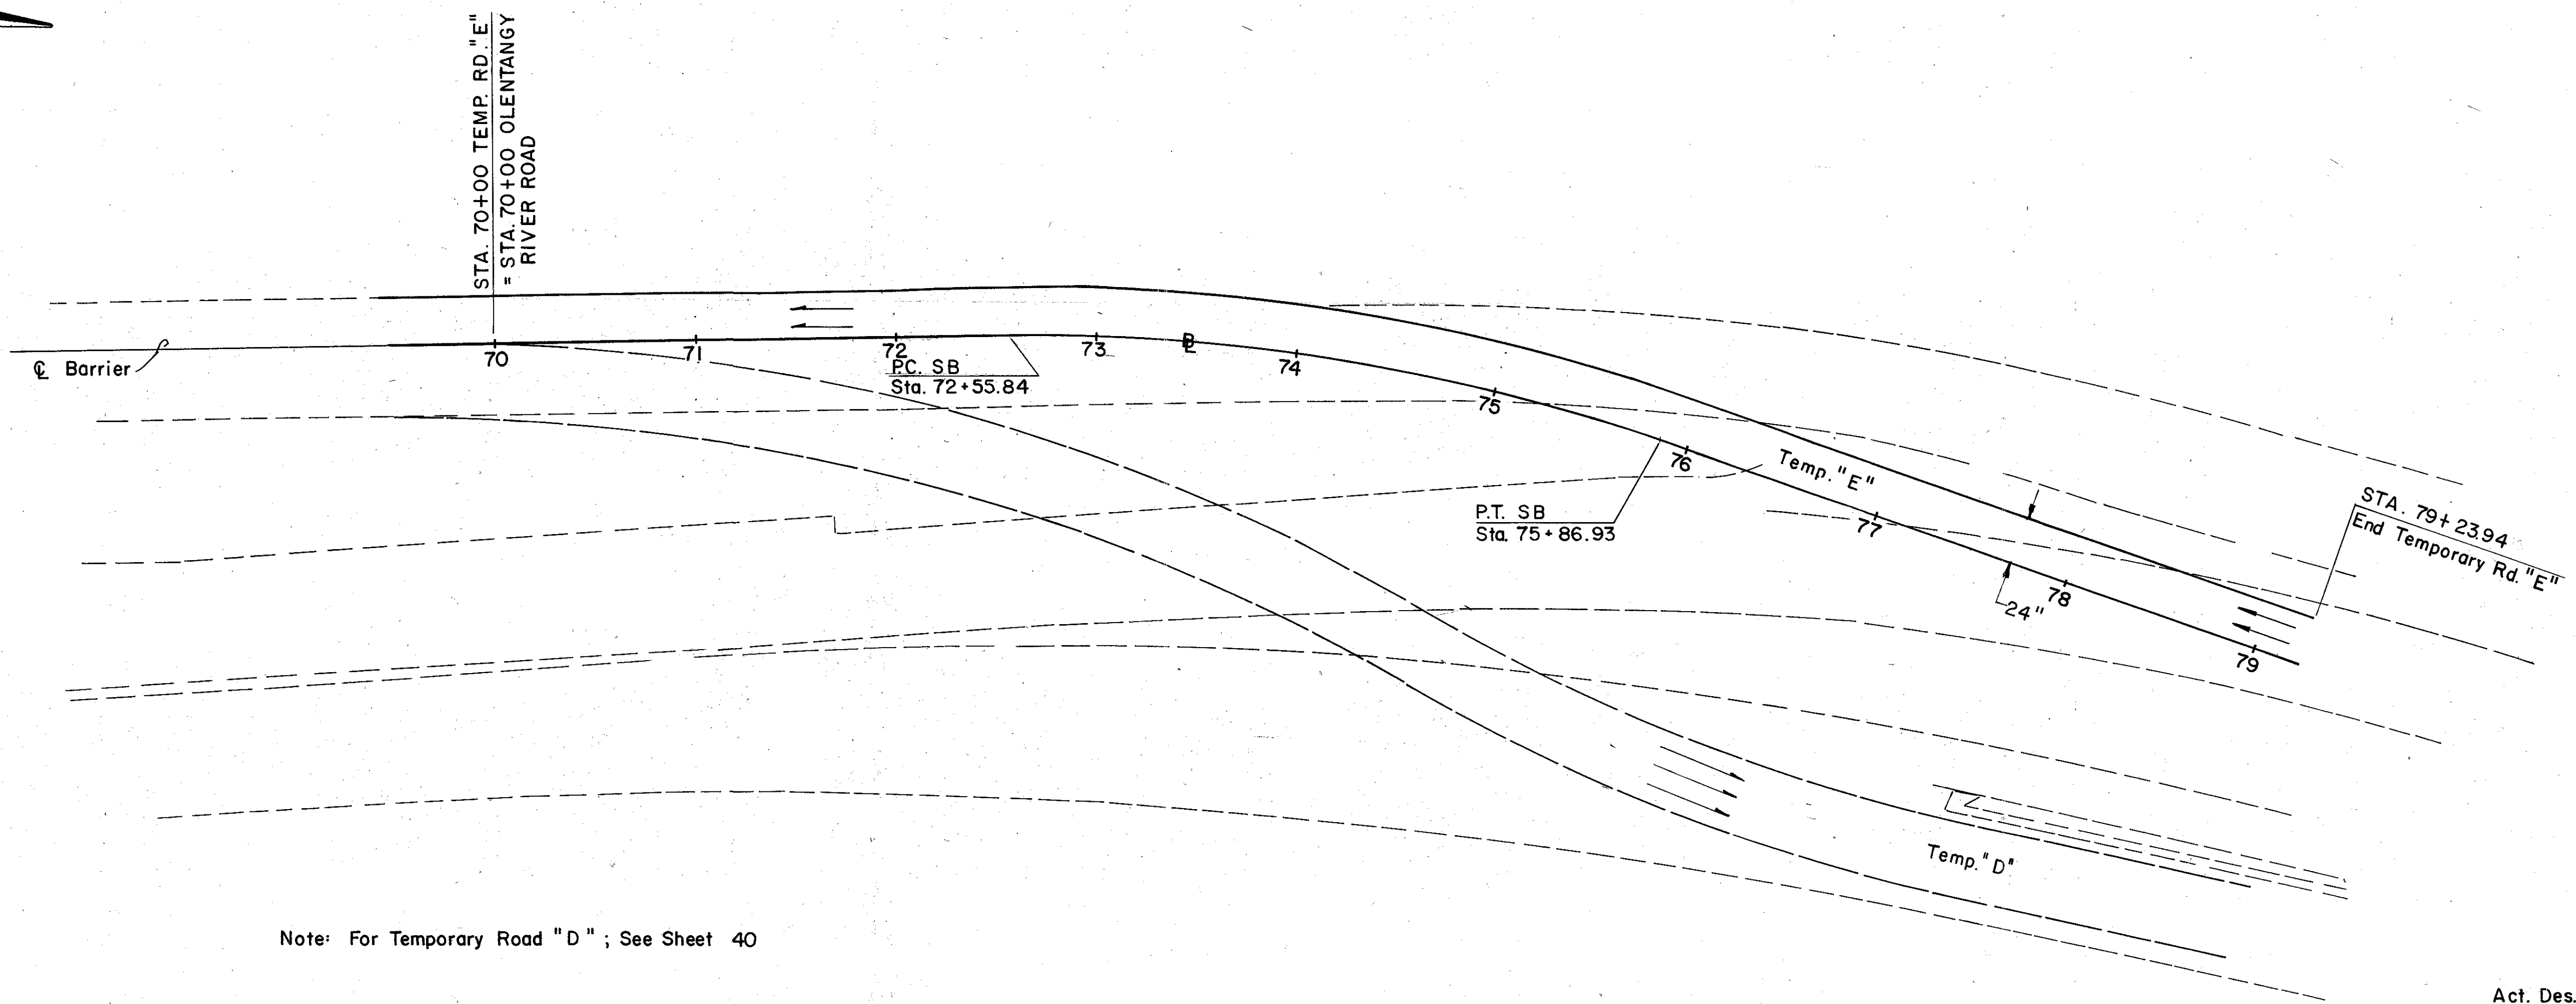 STA. 70+00 TEMP. RD. "E"
= STA. 70+00 OLENTANGY
RIVER ROAD
℄ Barrier
70
71
72
73
74
75
76
77
78
79
P.C. SB
Sta. 72+55.84
P.T. SB
Sta. 75+86.93
Temp. "E"
24"
STA. 79+23.94
End Temporary Rd. "E"
Temp. "D"
Note: For Temporary Road "D"; See Sheet 40
Act. Des.